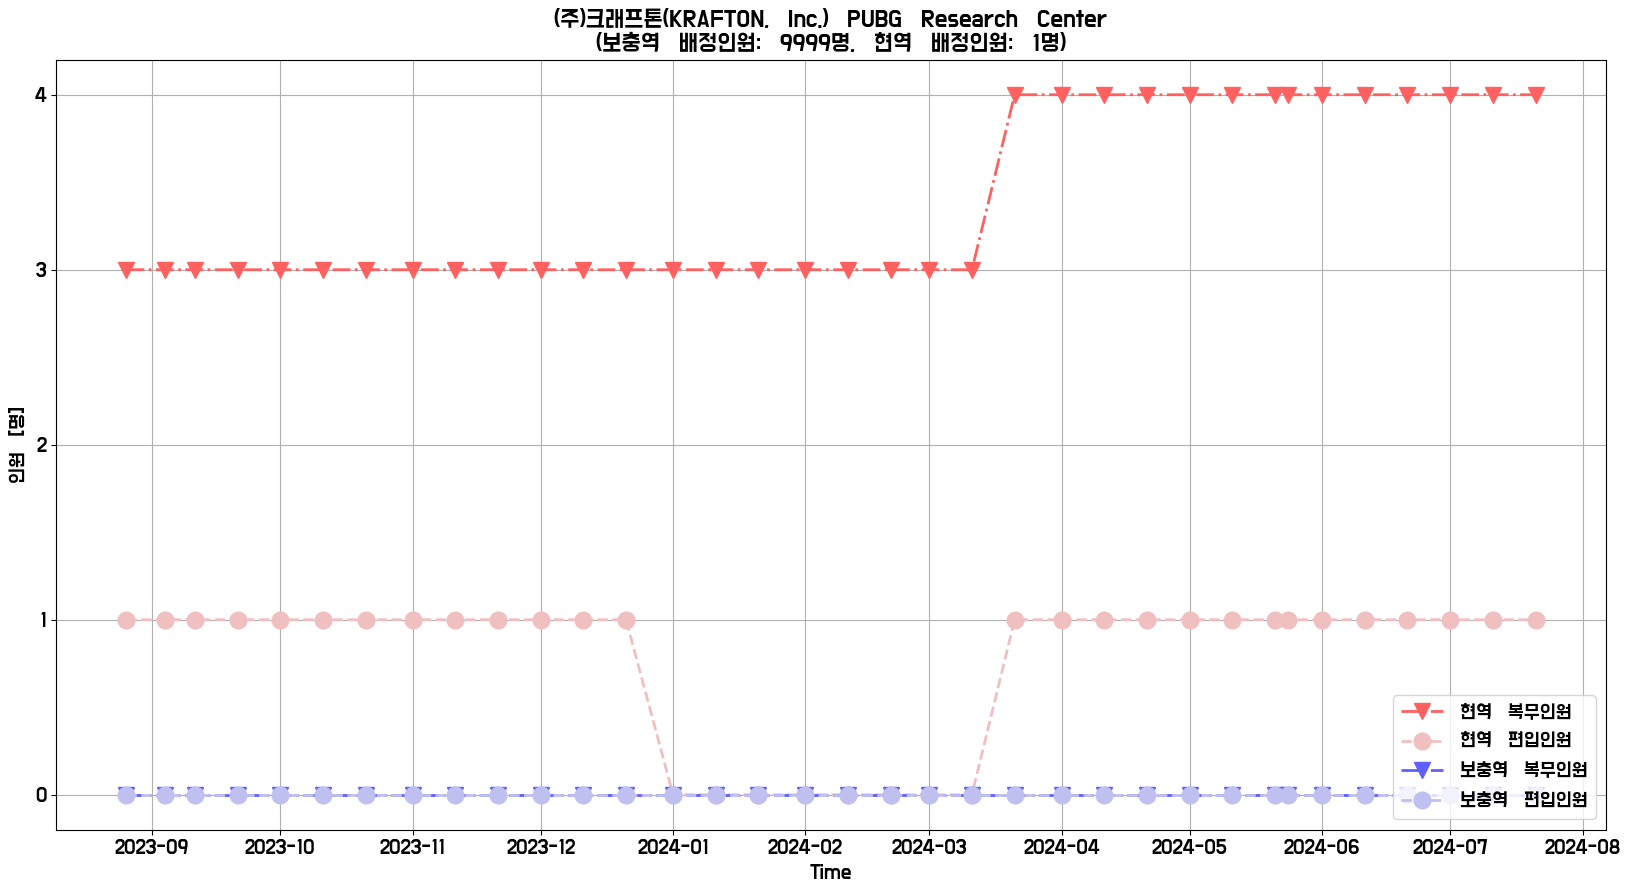 (주)크래프톤(KRAFTON, Inc.) PUBG Research Center
(보충역 배정인원: 9999명, 현역 배정인원: 1명)
인원 [명]
4
3
2
1
0
2023-09 2023-10 2023-11 2023-12 2024-01 2024-02 2024-03 2024-04 2024-05 2024-06 2024-07 2024-08
Time
현역 복무인원
현역 편입인원
보충역 복무인원
보충역 편입인원